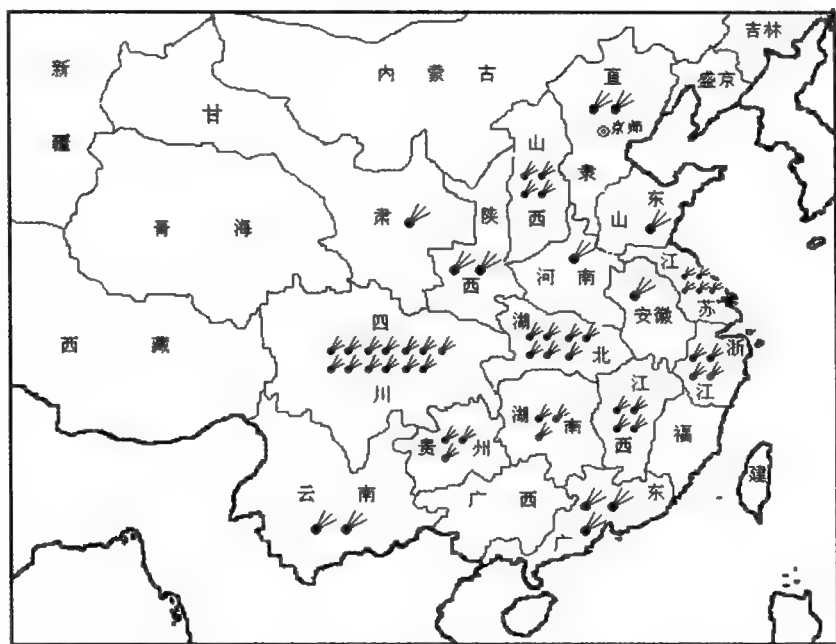 吉林
新
疆
内蒙古
直
盛京
甘
京师
山
隶
东
肃
陕
山
青海
西
江
西
河南
苏
安徽
四
湖
西藏
浙
北
江
川
江
湖
南
福
贵州
西
建
云南
广西
东
广